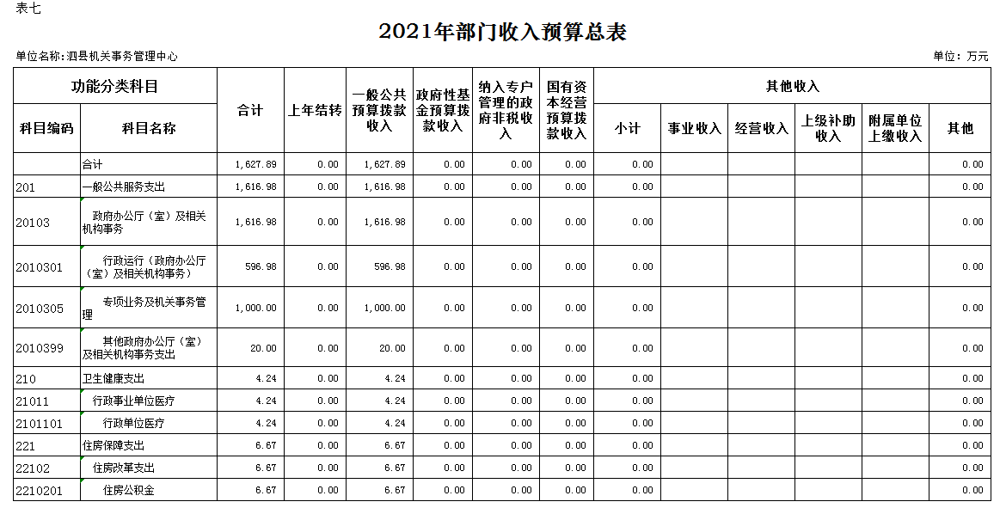 表七
2021年部门收入预算总表
单位名称:泗县机关事务管理中心 单位：万元
功能分类科目 合计 上年结转 一般公共预算拨款收入 政府性基金预算拨款收入 纳入专户管理的政府非税收入 国有资本经营预算拨款收入 其他收入
科目编码 科目名称 小计 事业收入 经营收入 上级补助收入 附属单位上缴收入 其他
合计 1,627.89 0.00 1,627.89 0.00 0.00 0.00 0.00 0.00
201 一般公共服务支出 1,616.98 0.00 1,616.98 0.00 0.00 0.00 0.00 0.00
20103 政府办公厅（室）及相关机构事务 1,616.98 0.00 1,616.98 0.00 0.00 0.00 0.00 0.00
2010301 行政运行（政府办公厅（室）及相关机构事务） 596.98 0.00 596.98 0.00 0.00 0.00 0.00 0.00
2010305 专项业务及机关事务管理 1,000.00 0.00 1,000.00 0.00 0.00 0.00 0.00 0.00
2010399 其他政府办公厅（室）及相关机构事务支出 20.00 0.00 20.00 0.00 0.00 0.00 0.00 0.00
210 卫生健康支出 4.24 0.00 4.24 0.00 0.00 0.00 0.00 0.00
21011 行政事业单位医疗 4.24 0.00 4.24 0.00 0.00 0.00 0.00 0.00
2101101 行政单位医疗 4.24 0.00 4.24 0.00 0.00 0.00 0.00 0.00
221 住房保障支出 6.67 0.00 6.67 0.00 0.00 0.00 0.00 0.00
22102 住房改革支出 6.67 0.00 6.67 0.00 0.00 0.00 0.00 0.00
2210201 住房公积金 6.67 0.00 6.67 0.00 0.00 0.00 0.00 0.00